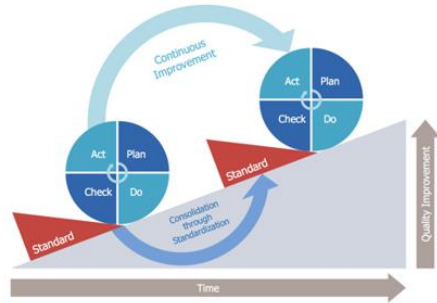 Continuous
Improvement
Act
Plan
Check
Do
Act
Plan
Check
Do
Standard
Standard
Consolidation
through
Standardization
Quality Improvement
Time